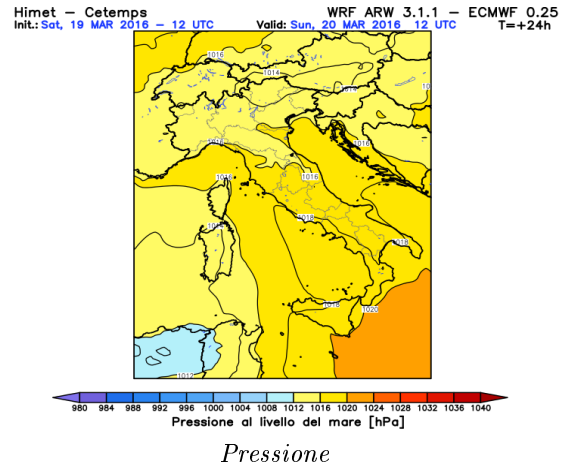 Himet – Cetemps WRF ARW 3.1.1 – ECMWF 0.25
Init.: Sat, 19 MAR 2016 – 12 UTC Valid: Sun, 20 MAR 2016 12 UTC T=+24h
1016
1014
1014
10
1016
1016
1016
1016
1018
1014
1018
1018
1020
1012
980 984 988 992 996 1000 1004 1008 1012 1016 1020 1024 1028 1032 1036 1040
Pressione al livello del mare [hPa]
Pressione